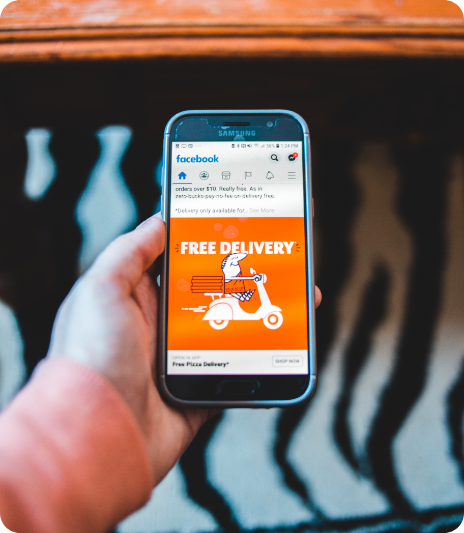 SAMSUNG
facebook
orders over $10. Really free. As in
zero-bucks-pay-no-fee-on-delivery free.
*Delivery only available for... See More
FREE DELIVERY
Free Pizza Delivery*
SHOP NOW